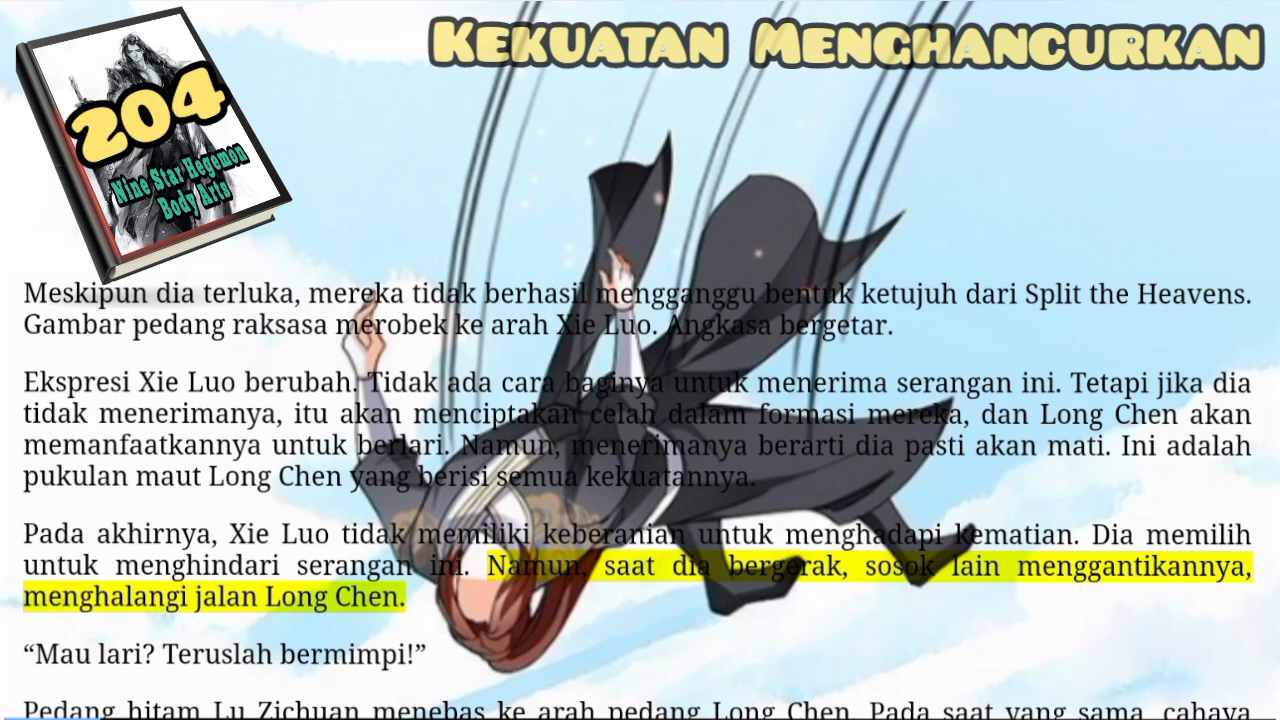 Kekuatan Menghancurkan
204
Nine Star Hegemon
Body Arts
Meskipun dia terluka, mereka tidak berhasil mengganggu bentuk ketujuh dari Split the Heavens.
Gambar pedang raksasa merobek ke arah Xie Luo. Angkasa bergetar.
Ekspresi Xie Luo berubah. Tidak ada cara baginya untuk menerima serangan ini. Tetapi jika dia
tidak menerimanya, itu akan menciptakan celah dalam formasi mereka, dan Long Chen akan
memanfaatkannya untuk berlari. Namun, menerimanya berarti dia pasti akan mati. Ini adalah
pukulan maut Long Chen yang berisi semua kekuatannya.
Pada akhirnya, Xie Luo tidak memiliki keberanian untuk menghadapi kematian. Dia memilih
untuk menghindari serangan ini. Namun, saat dia bergerak, sosok lain menggantikannya,
menghalangi jalan Long Chen.
“Mau lari? Teruslah bermimpi!”
Pedang hitam Lu Zichuan menebas ke arah pedang Long Chen. Pada saat yang sama, cahaya